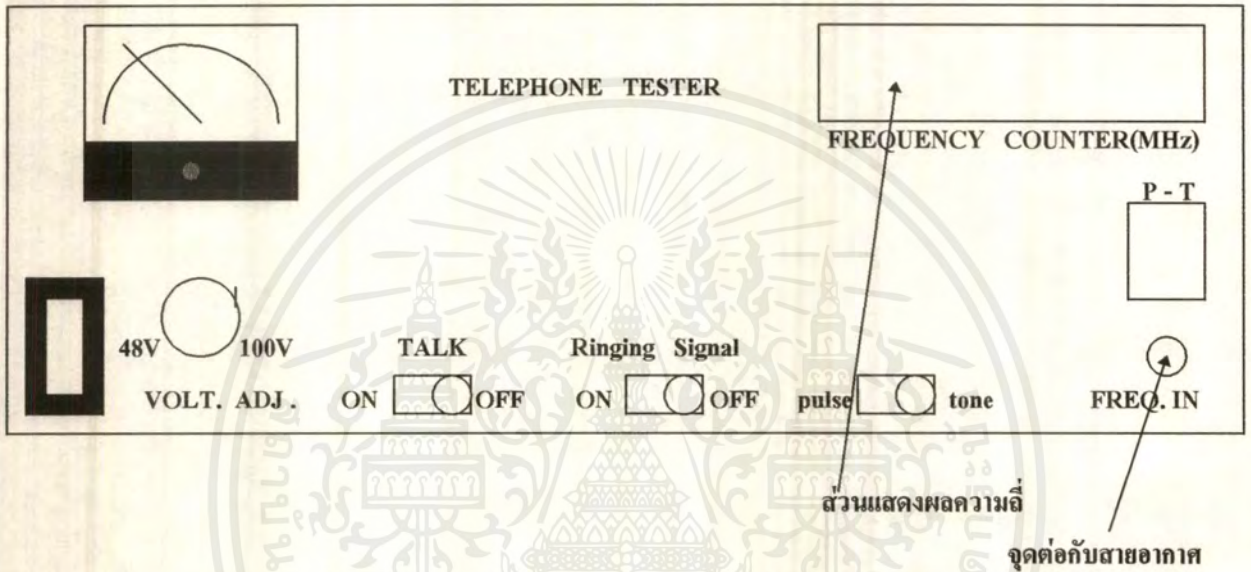 TELEPHONE TESTER
FREQUENCY COUNTER(MHz)
P - T
48V 100V
VOLT. ADJ.
TALK
ON OFF
Ringing Signal
ON OFF
pulse tone
FREQ. IN
ส่วนแสดงผลความถี่
จุดต่อกับสายอากาศ